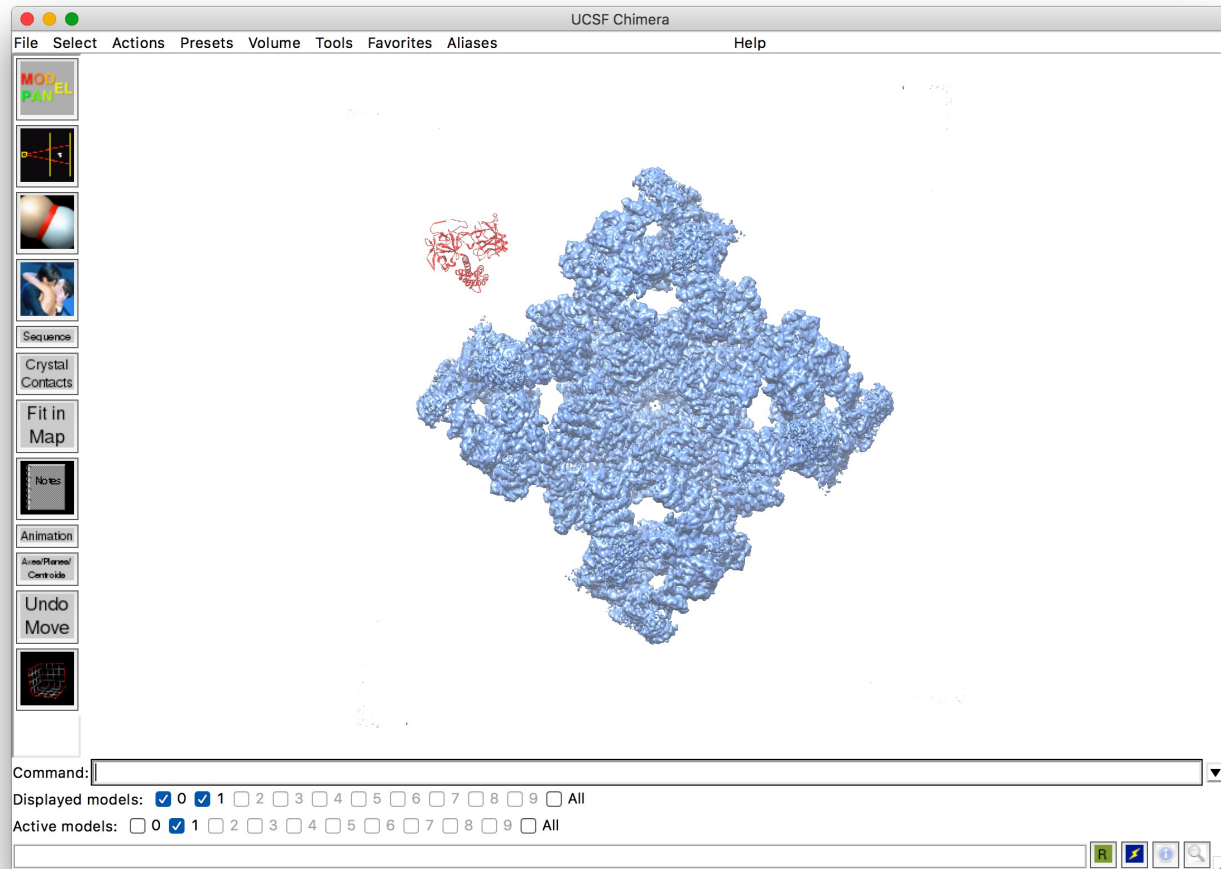 UCSF Chimera
File Select Actions Presets Volume Tools Favorites Aliases Help
MOD
EL
PAN
Sequence
Crystal
Contacts
Fit in
Map
Notes
Animation
Axes/Planes/
Centroids
Undo
Move
Command:
Displayed models: 0 1 2 3 4 5 6 7 8 9 All
Active models: 0 1 2 3 4 5 6 7 8 9 All
R